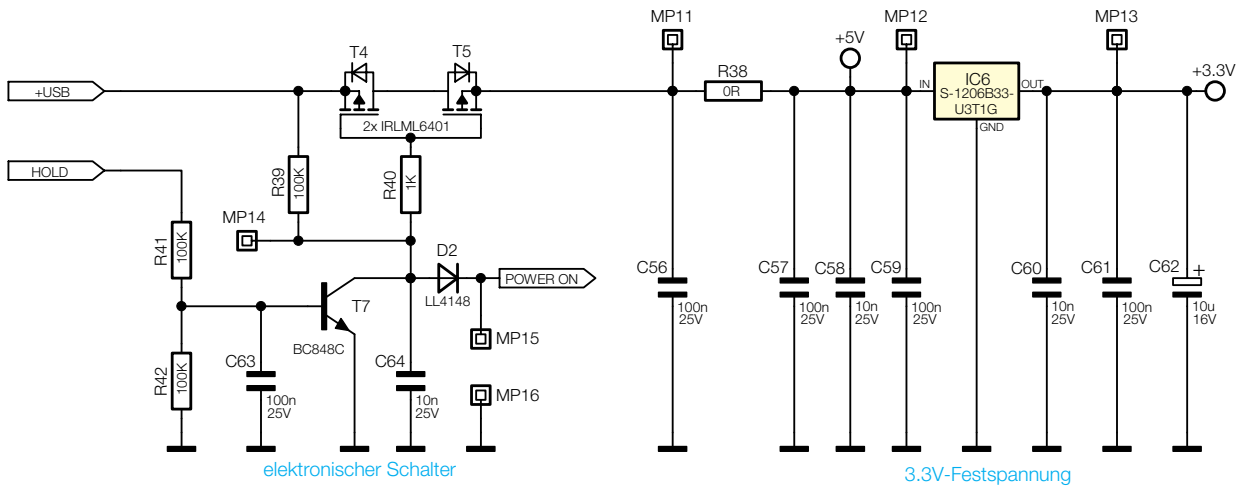 MP11
MP12
MP13
T4
T5
+5V
+3.3V
R38
0R
+USB
IN
IC6
S-1206B33-
U3T1G
OUT
GND
2x IRLML6401
HOLD
R39
100K
R40
1K
MP14
R41
100K
D2
LL4148
POWER ON
C56
100n
25V
C57
100n
25V
C58
10n
25V
C59
100n
25V
C60
10n
25V
C61
100n
25V
C62
+
10u
16V
T7
BC848C
MP15
R42
100K
C63
100n
25V
C64
10n
25V
MP16
elektronischer Schalter
3.3V-Festspannung